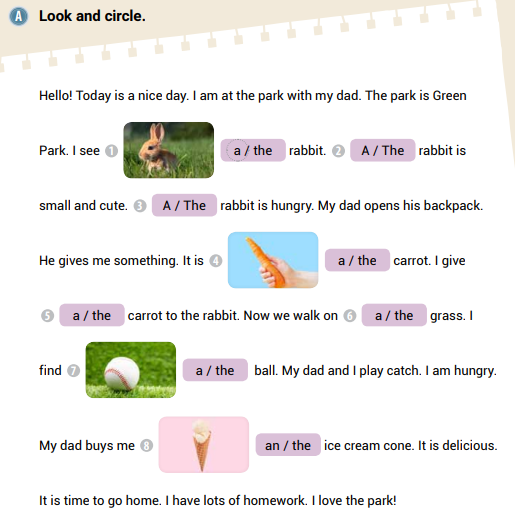 A Look and circle.
Hello! Today is a nice day. I am at the park with my dad. The park is Green
Park. I see 1 a / the rabbit. 2 A / The rabbit is
small and cute. 3 A / The rabbit is hungry. My dad opens his backpack.
He gives me something. It is 4 a / the carrot. I give
5 a / the carrot to the rabbit. Now we walk on 6 a / the grass. I
find 7 a / the ball. My dad and I play catch. I am hungry.
My dad buys me 8 an / the ice cream cone. It is delicious.
It is time to go home. I have lots of homework. I love the park!